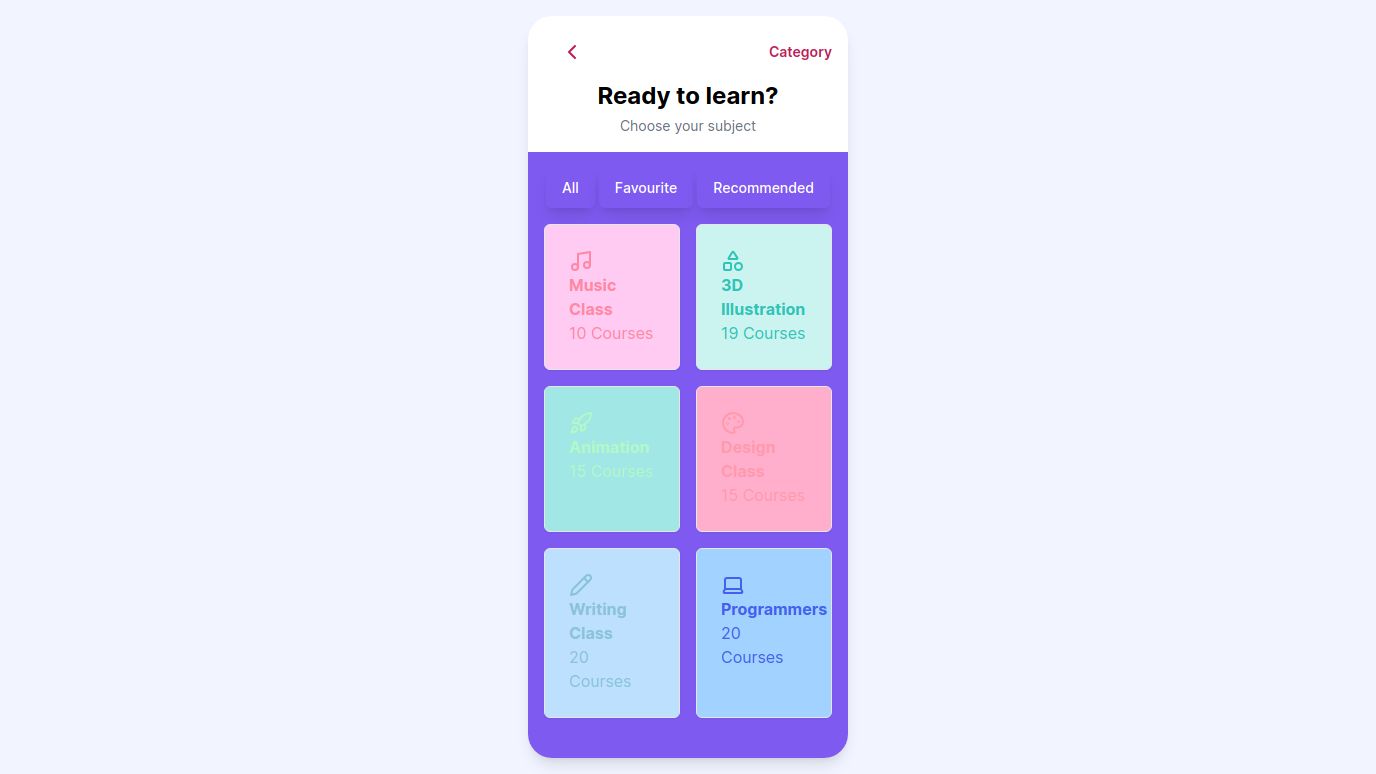 Category
Ready to learn?
Choose your subject
All
Favourite
Recommended
Music
Class
10 Courses
3D
Illustration
19 Courses
Animation
15 Courses
Design
Class
15 Courses
Writing
Class
20
Courses
Programmers
20
Courses